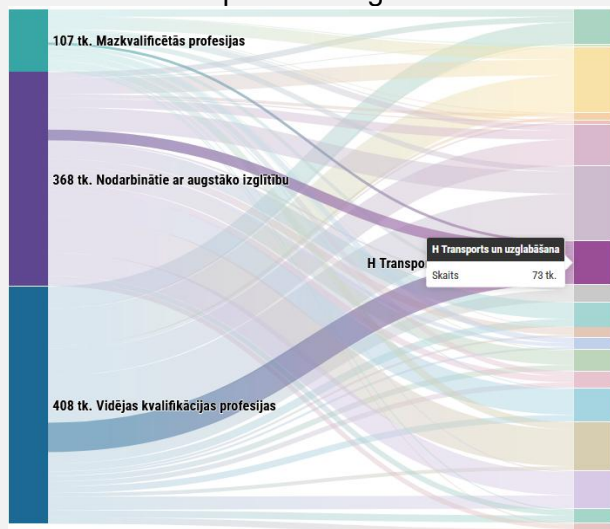 107 tk. Mazkvalificētās profesijas
368 tk. Nodarbinātie ar augstāko izglītību
H Transports un uzglabāšana
H Transpo
Skaits 73 tk.
408 tk. Vidējas kvalifikācijas profesijas